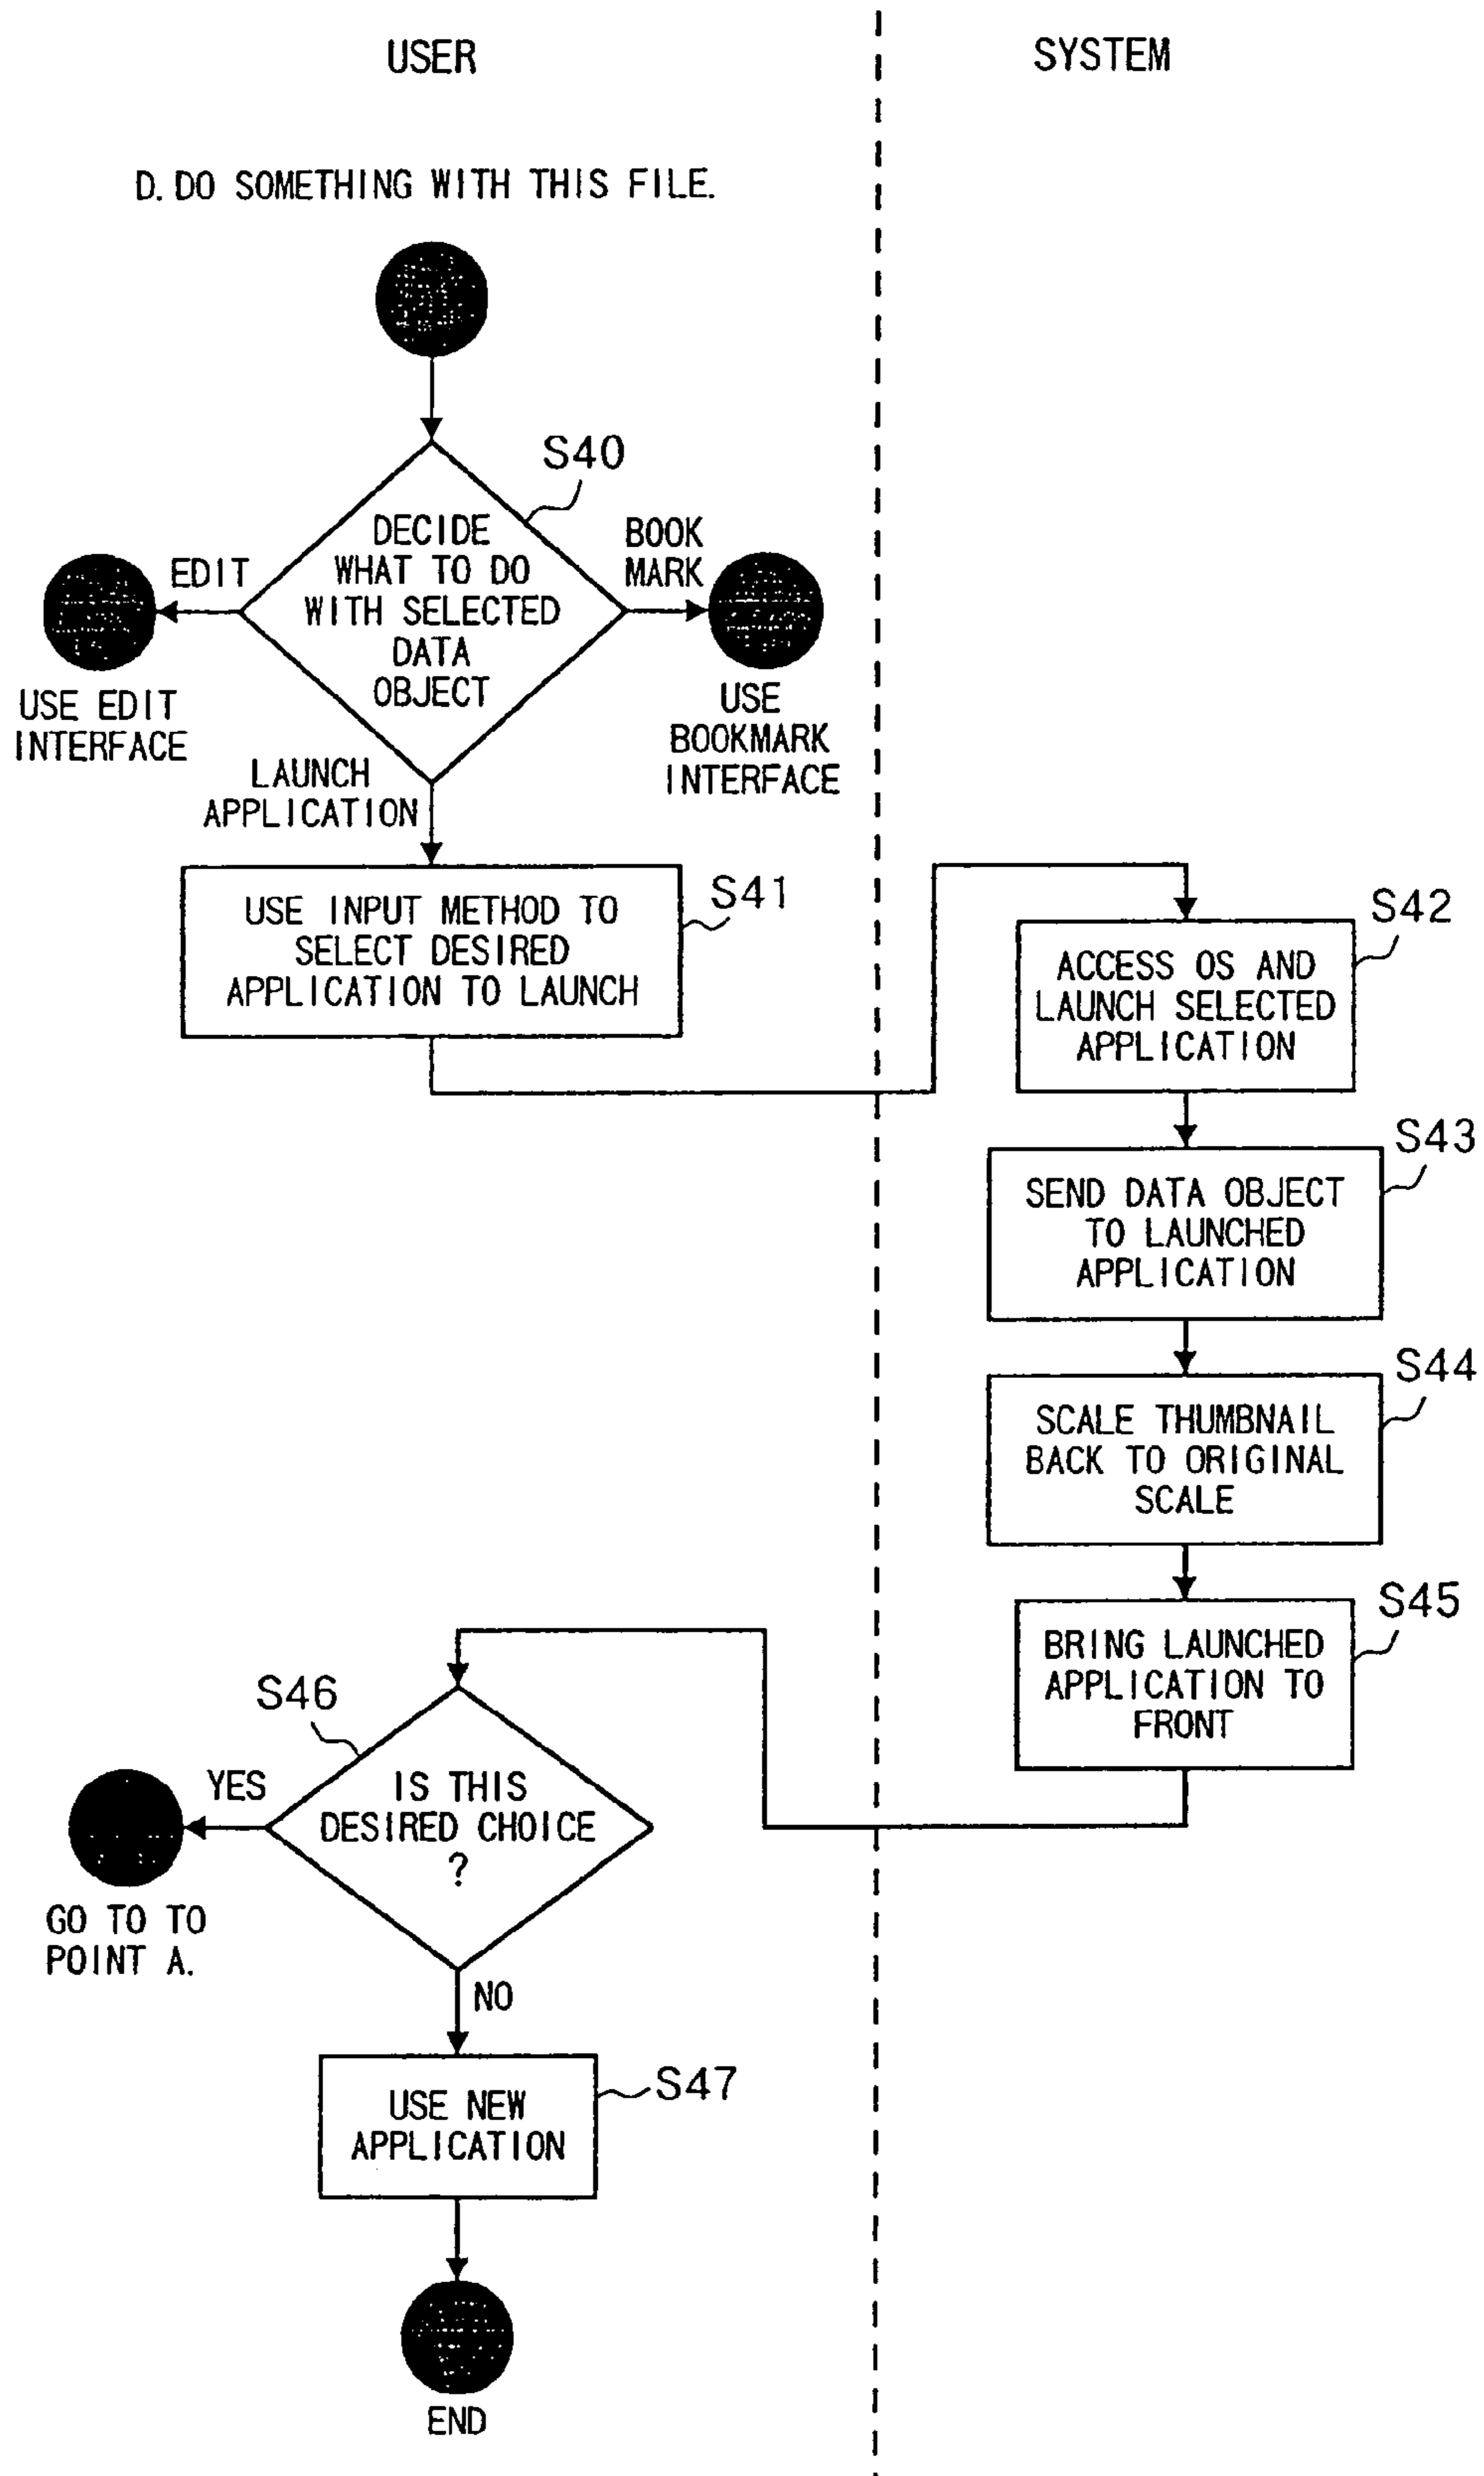 USER
SYSTEM
D. DO SOMETHING WITH THIS FILE.
S40
DECIDE
WHAT TO DO
WITH SELECTED
DATA
OBJECT
EDIT
USE EDIT
INTERFACE
BOOK
MARK
USE
BOOKMARK
INTERFACE
LAUNCH
APPLICATION
S41
USE INPUT METHOD TO
SELECT DESIRED
APPLICATION TO LAUNCH
S42
ACCESS OS AND
LAUNCH SELECTED
APPLICATION
S43
SEND DATA OBJECT
TO LAUNCHED
APPLICATION
S44
SCALE THUMBNAIL
BACK TO ORIGINAL
SCALE
S45
BRING LAUNCHED
APPLICATION TO
FRONT
S46
IS THIS
DESIRED CHOICE
?
YES
GO TO TO
POINT A.
NO
S47
USE NEW
APPLICATION
END